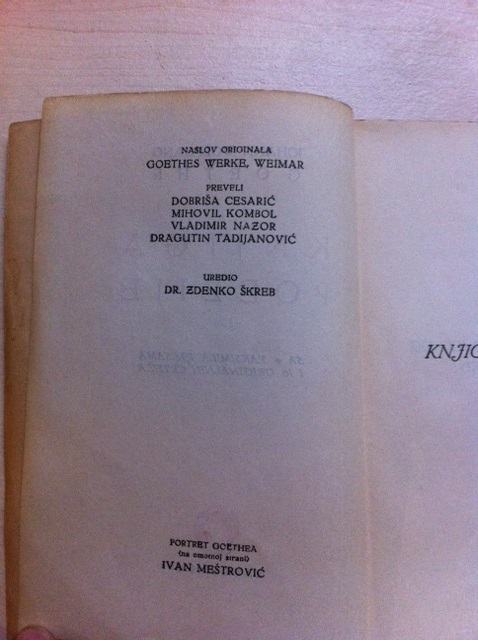 NASLOV ORIGINALA
GOETHES WERKE, WEIMAR
PREVELI
DOBRIŠA CESARIĆ
MIHOVIL KOMBOL
VLADIMIR NAZOR
DRAGUTIN TADIJANOVIĆ
UREDIO
DR. ZDENKO ŠKREB
PORTRET GOETHEA
(na omotnoj strani)
IVAN MEŠTROVIĆ